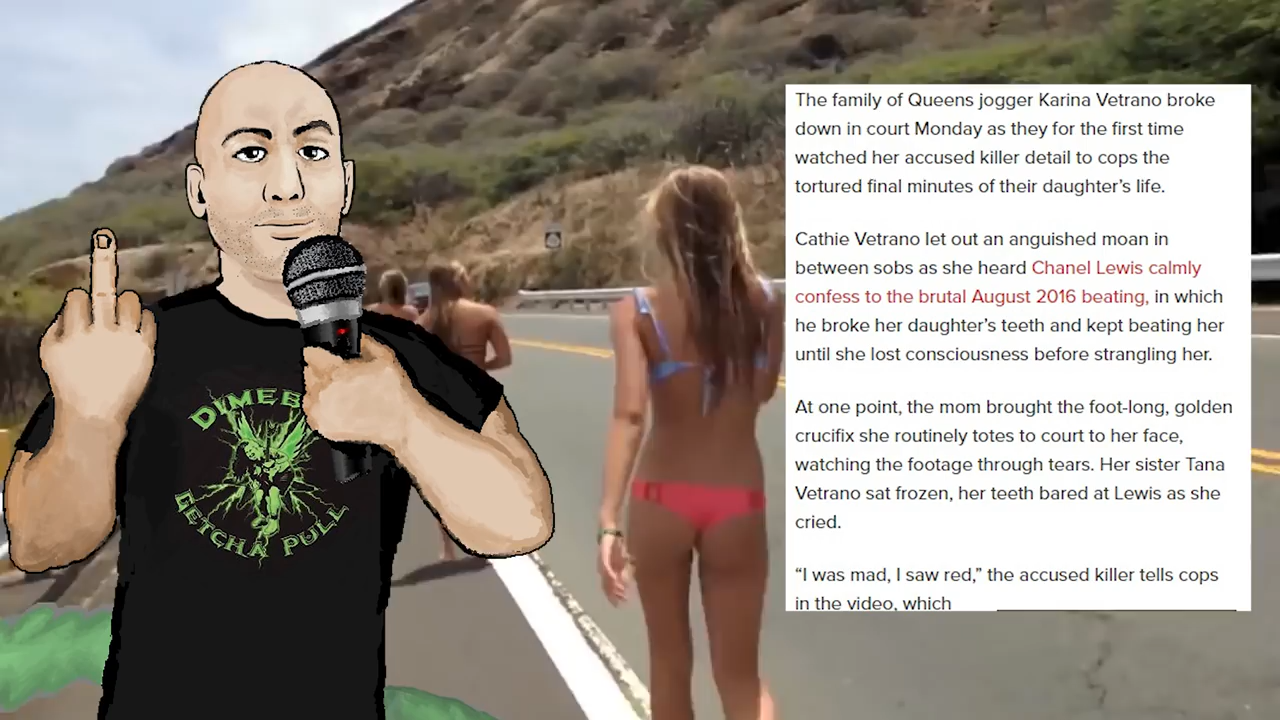 DIMEB
GETCHA PULL
The family of Queens jogger Karina Vetrano broke
down in court Monday as they for the first time
watched her accused killer detail to cops the
tortured final minutes of their daughter’s life.
Cathie Vetrano let out an anguished moan in
between sobs as she heard Chanel Lewis calmly
confess to the brutal August 2016 beating, in which
he broke her daughter’s teeth and kept beating her
until she lost consciousness before strangling her.
At one point, the mom brought the foot-long, golden
crucifix she routinely totes to court to her face,
watching the footage through tears. Her sister Tana
Vetrano sat frozen, her teeth bared at Lewis as she
cried.
“I was mad, I saw red,” the accused killer tells cops
in the video, which